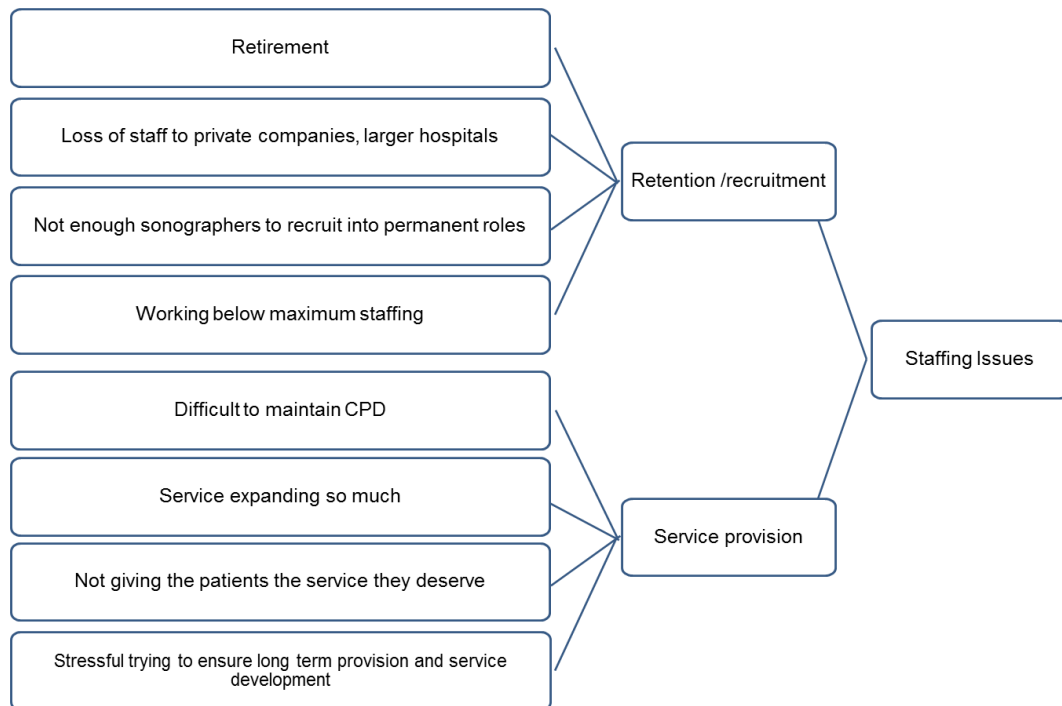 Retirement
Loss of staff to private companies, larger hospitals
Not enough sonographers to recruit into permanent roles
Working below maximum staffing
Retention /recruitment
Difficult to maintain CPD
Service expanding so much
Not giving the patients the service they deserve
Stressful trying to ensure long term provision and service
development
Service provision
Staffing Issues